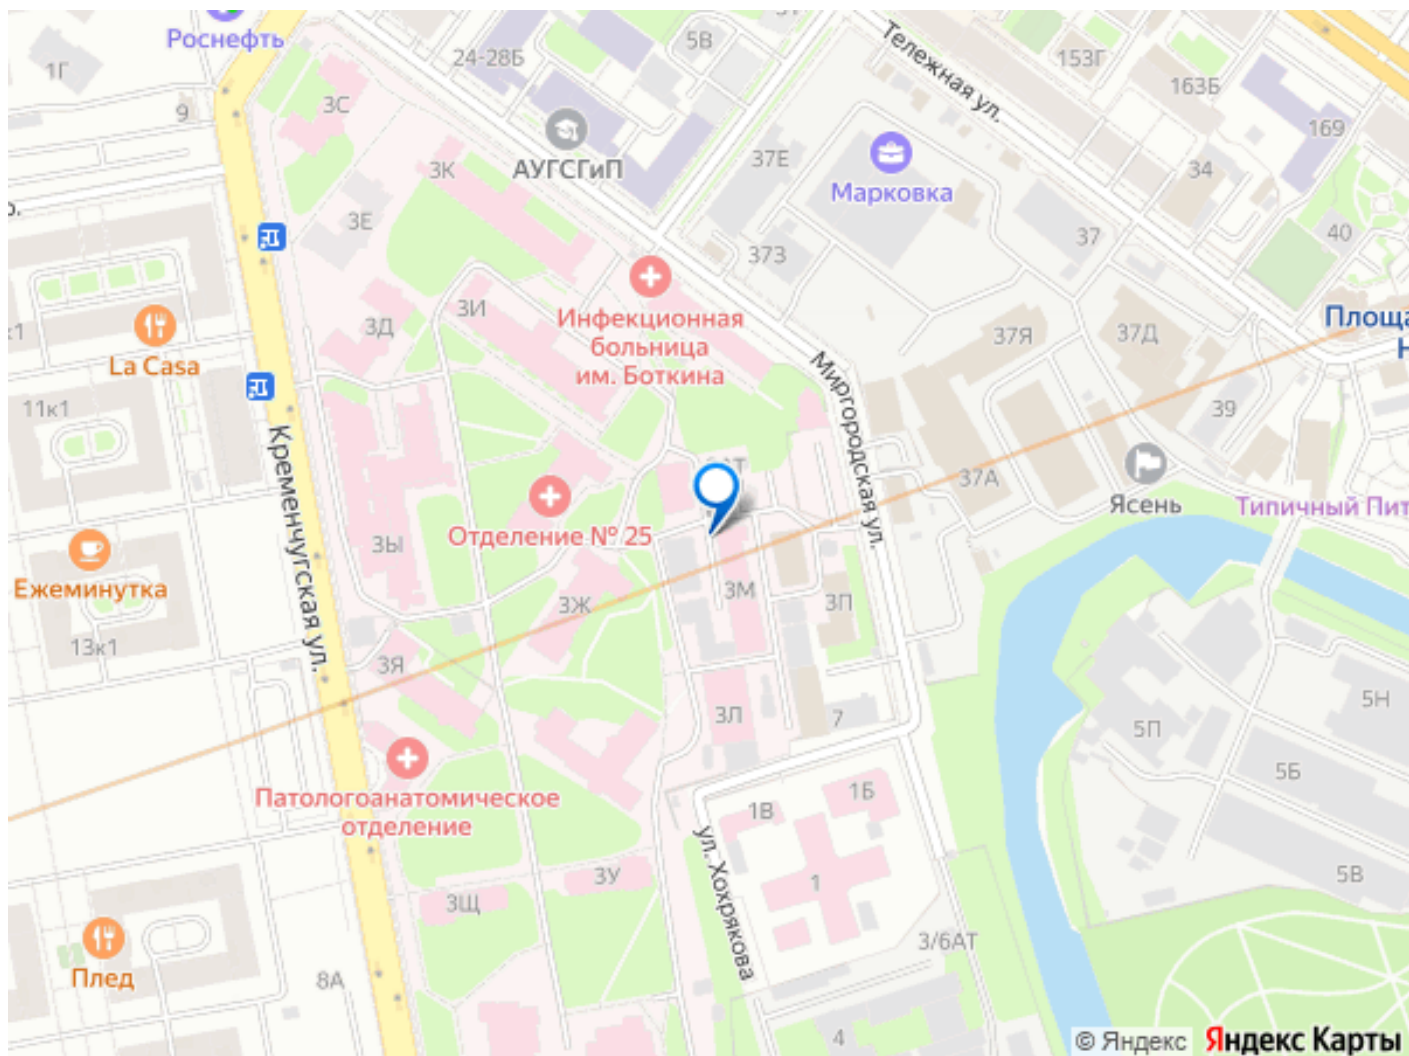 Роснефть
1Г
9
24-28Б
5В
Тележная ул.
153Г
163Б
169
3С
3К
АУГСГиП
37Е
Марковка
34
3Е
37
40
373
3И
3Д
Инфекционная
больница
им. Боткина
La Casa
11к1
37Я
37Д
Площа
Н
39
Миргородская ул.
37А
Ясень
Типичный Пит
Кременчугская ул.
Отделение № 25
3Ы
Ежеминутка
13к1
3Ж
3М
3П
3Я
3Л
7
5П
5Н
5Б
Патологоанатомическое
отделение
1В
1Б
1
ул. Хохрякова
3У
3Щ
5В
3/6АТ
Плед
8А
4
© Яндекс
Яндекс Карты